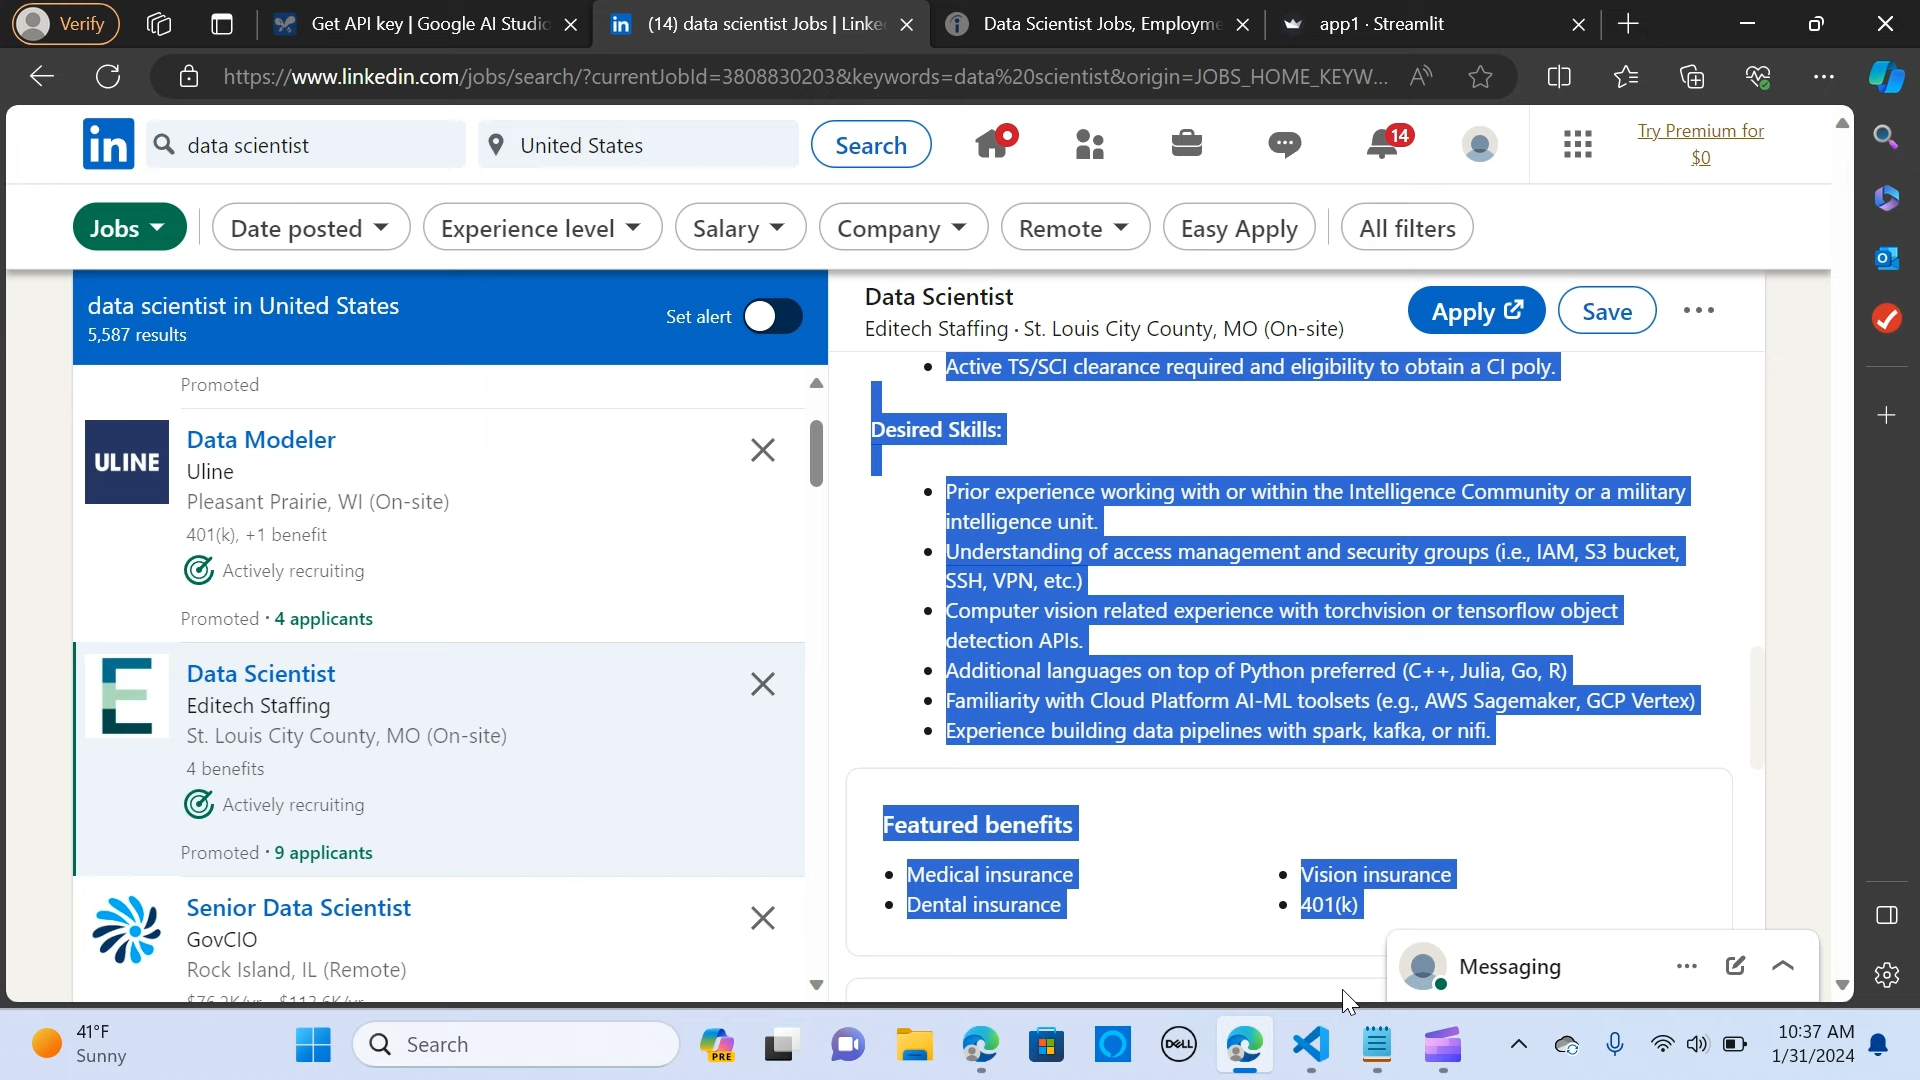 Verify
Get API key | Google AI Studio
(14) data scientist Jobs | Linke
Data Scientist Jobs, Employme
app1 · Streamlit
https://www.linkedin.com/jobs/search/?currentJobId=3808830203&keywords=data%20scientist&origin=JOBS_HOME_KEYW...
in
data scientist
United States
Search
14
Try Premium for
$0
Jobs
Date posted
Experience level
Salary
Company
Remote
Easy Apply
All filters
data scientist in United States
5,587 results
Set alert
Promoted
ULINE
Data Modeler
Uline
Pleasant Prairie, WI (On-site)
401(k), +1 benefit
Actively recruiting
Promoted · 4 applicants
Data Scientist
Editech Staffing
St. Louis City County, MO (On-site)
4 benefits
Actively recruiting
Promoted · 9 applicants
Senior Data Scientist
GovCIO
Rock Island, IL (Remote)
$76.2K/yr - $113.6K/yr
Data Scientist
Editech Staffing · St. Louis City County, MO (On-site)
Apply
Save
Active TS/SCI clearance required and eligibility to obtain a CI poly.
Desired Skills:
Prior experience working with or within the Intelligence Community or a military
intelligence unit.
Understanding of access management and security groups (i.e., IAM, S3 bucket,
SSH, VPN, etc.)
Computer vision related experience with torchvision or tensorflow object
detection APIs.
Additional languages on top of Python preferred (C++, Julia, Go, R)
Familiarity with Cloud Platform AI-ML toolsets (e.g., AWS Sagemaker, GCP Vertex)
Experience building data pipelines with spark, kafka, or nifi.
Featured benefits
Medical insurance
Vision insurance
Dental insurance
401(k)
Messaging
41°F
Sunny
Search
PRE
DELL
10:37 AM
1/31/2024